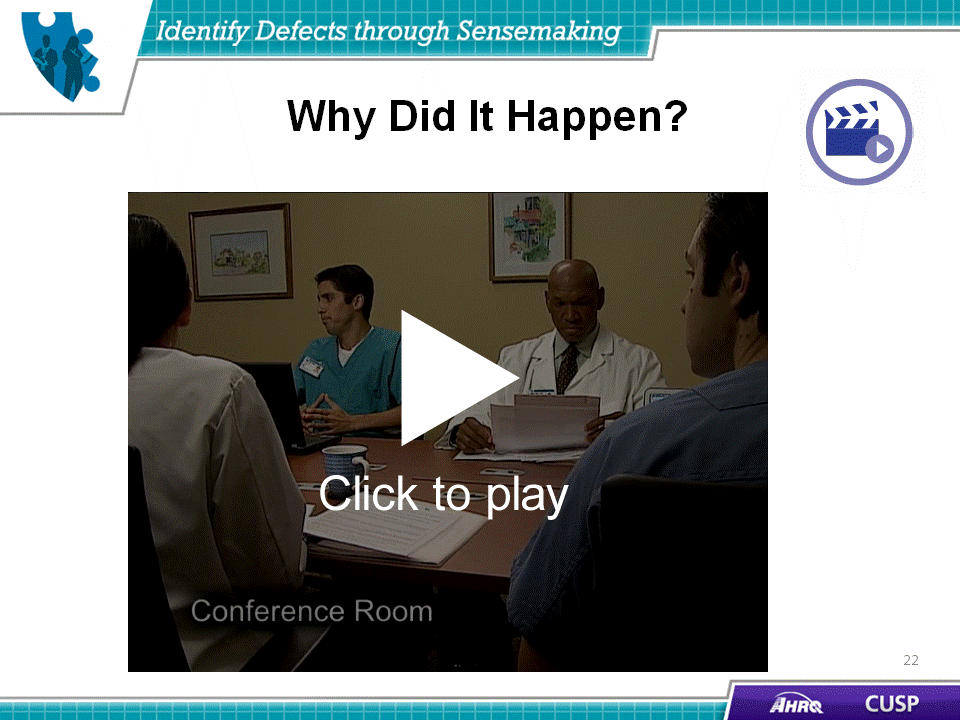 Identify Defects through Sensemaking
Why Did It Happen?
Click to play
Conference Room
22
AHRQ
CUSP